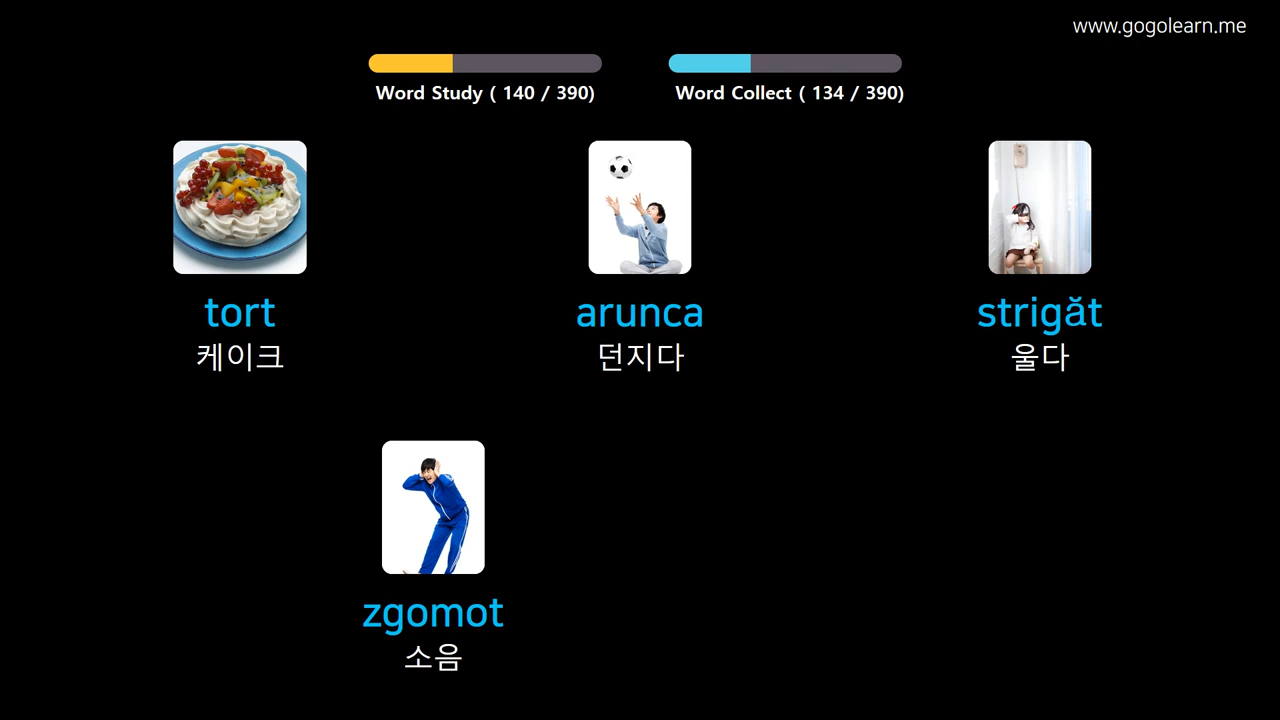 www.gogolearn.me
Word Study ( 140 / 390)
Word Collect ( 134 / 390)
tort
arunca
strigăt
케이크
던지다
울다
zgomot
소음